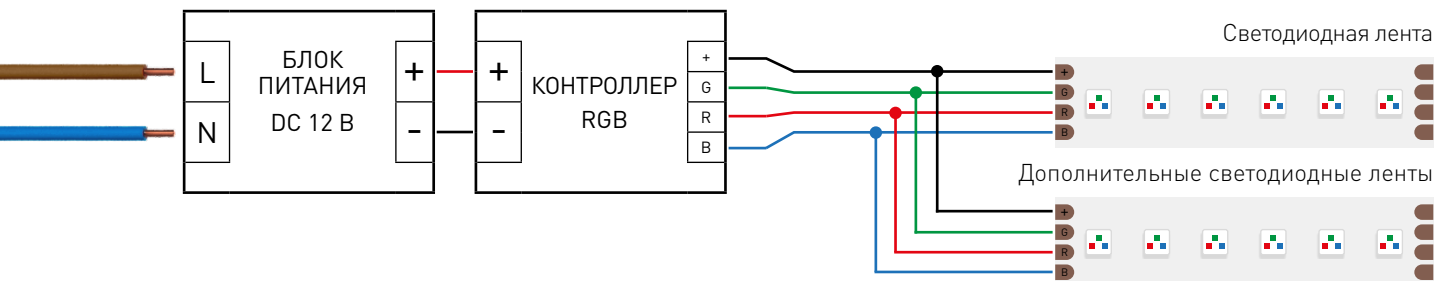 Светодиодная лента
L
N
БЛОК
ПИТАНИЯ
DC 12 В
+
-
+
-
КОНТРОЛЛЕР
RGB
+
G
R
B
+
G
R
B
Дополнительные светодиодные ленты
+
G
R
B